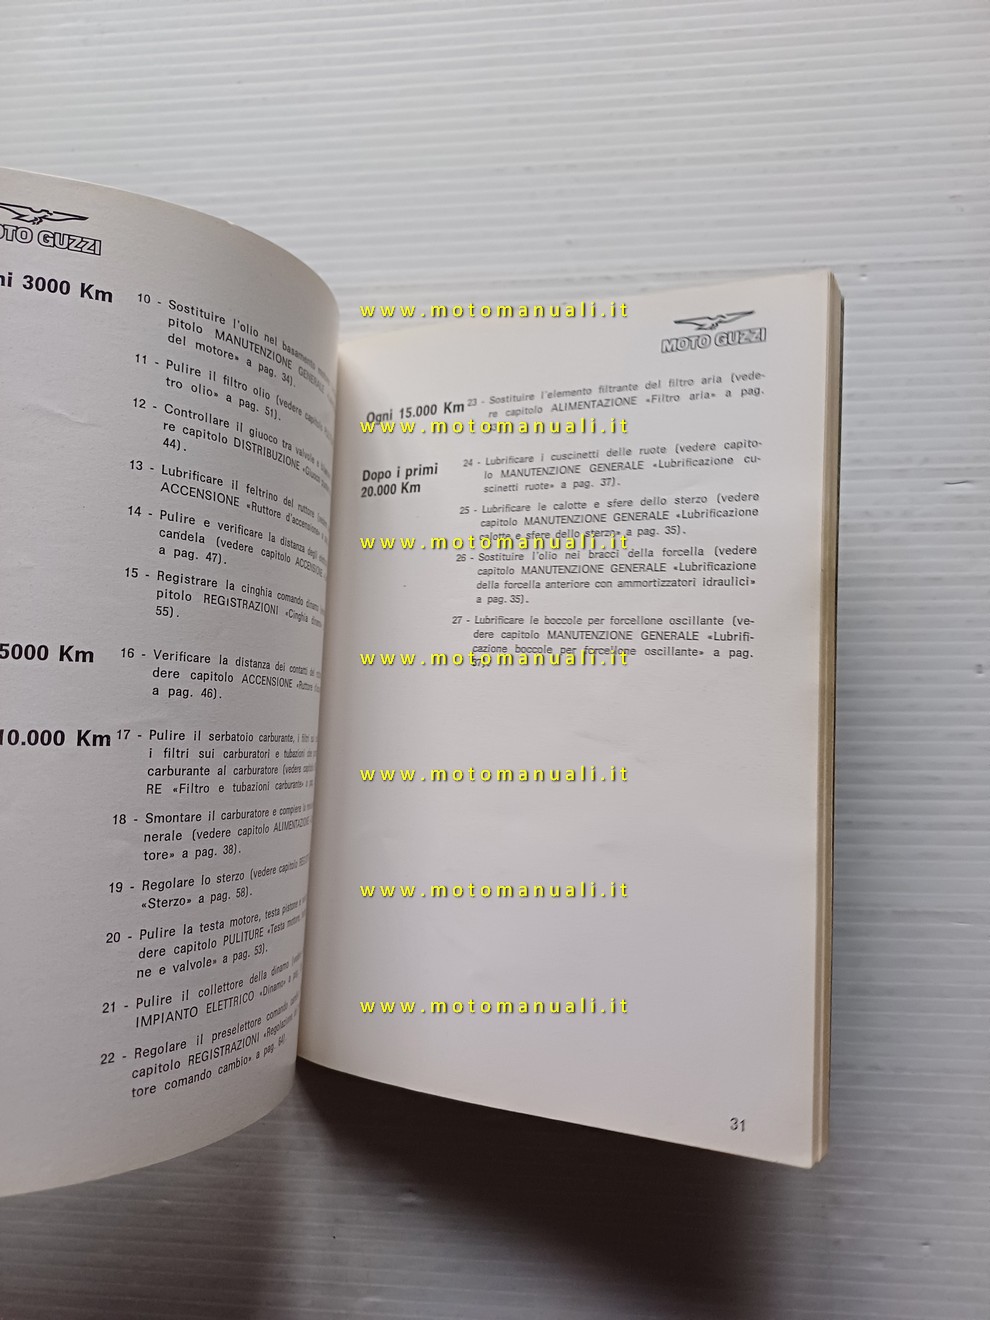 OTO GUZZI
ni 3000 Km
10 - Sostituire l'olio nel basamento
pitolo MANUTENZIONE GENERALE
del motore» a pag. 34).
11 - Pulire il filtro olio (vedere capitolo
tro olio» a pag. 51).
12 - Controllare il giuoco tra valvole e
re capitolo DISTRIBUZIONE «Giuoco
44).
13 - Lubrificare il feltrino del ruttore
ACCENSIONE «Ruttore d'accensione»
14 - Pulire e verificare la distanza degli
candela (vedere capitolo ACCENSIONE
a pag. 47).
15 - Registrare la cinghia comando dinamo
pitolo REGISTRAZIONI «Cinghia dinamo
55).
5000 Km
16 - Verificare la distanza dei contatti del
dere capitolo ACCENSIONE «Ruttore
a pag. 46).
10.000 Km
17 - Pulire il serbatoio carburante, i filtri
i filtri sui carburatori e tubazioni
carburante al carburatore (vedere
RE «Filtro e tubazioni carburante»
18 - Smontare il carburatore e compiere la
nerale (vedere capitolo ALIMENTAZIONE
tore» a pag. 38).
19 - Regolare lo sterzo (vedere capitolo
«Sterzo» a pag. 58).
20 - Pulire la testa motore, testa pistone e
dere capitolo PULITURE «Testa motore,
ne e valvole» a pag. 53).
21 - Pulire il collettore della dinamo
IMPIANTO ELETTRICO «Dinamo» a
22 - Regolare il preselettore comando
capitolo REGISTRAZIONI «Regolazione
tore comando cambio» a pag. 64).
www.motomanuali.it
MOTO GUZZI
Ogni 15.000 Km
23 - Sostituire l'elemento filtrante del filtro aria (vede-
re capitolo ALIMENTAZIONE «Filtro aria» a pag.
www.motomanuali.it
Dopo i primi
20.000 Km
24 - Lubrificare i cuscinetti delle ruote (vedere capito-
lo MANUTENZIONE GENERALE «Lubrificazione cu-
scinetti ruote» a pag. 37).
25 - Lubrificare le calotte e sfere dello sterzo (vedere
capitolo MANUTENZIONE GENERALE «Lubrificazione
calotte e sfere dello sterzo» a pag. 35).
www.motomanuali.it
26 - Sostituire l'olio nei bracci della forcella (vedere
capitolo MANUTENZIONE GENERALE «Lubrificazione
della forcella anteriore con ammortizzatori idraulici»
a pag. 35).
27 - Lubrificare le boccole per forcellone oscillante (ve-
dere capitolo MANUTENZIONE GENERALE «Lubrifi-
cazione boccole per forcellone oscillante» a pag.
www.motomanuali.it
www.motomanuali.it
www.motomanuali.it
www.motomanuali.it
31